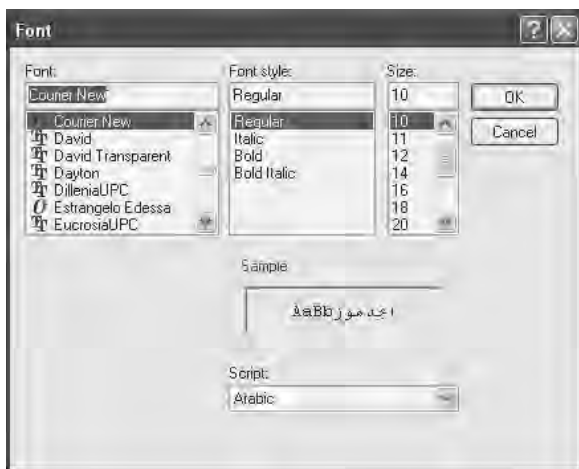 Font
Font: Font style: Size:
Courier New Regular 10 OK
Courier New Regular 10 Cancel
David Italic 11
David Transparent Bold 12
Dayton Bold Italic 14
DilleniaUPC 16
Estrangelo Edessa 18
EucrosiaUPC 20
Sample
AaBb
Script:
Arabic